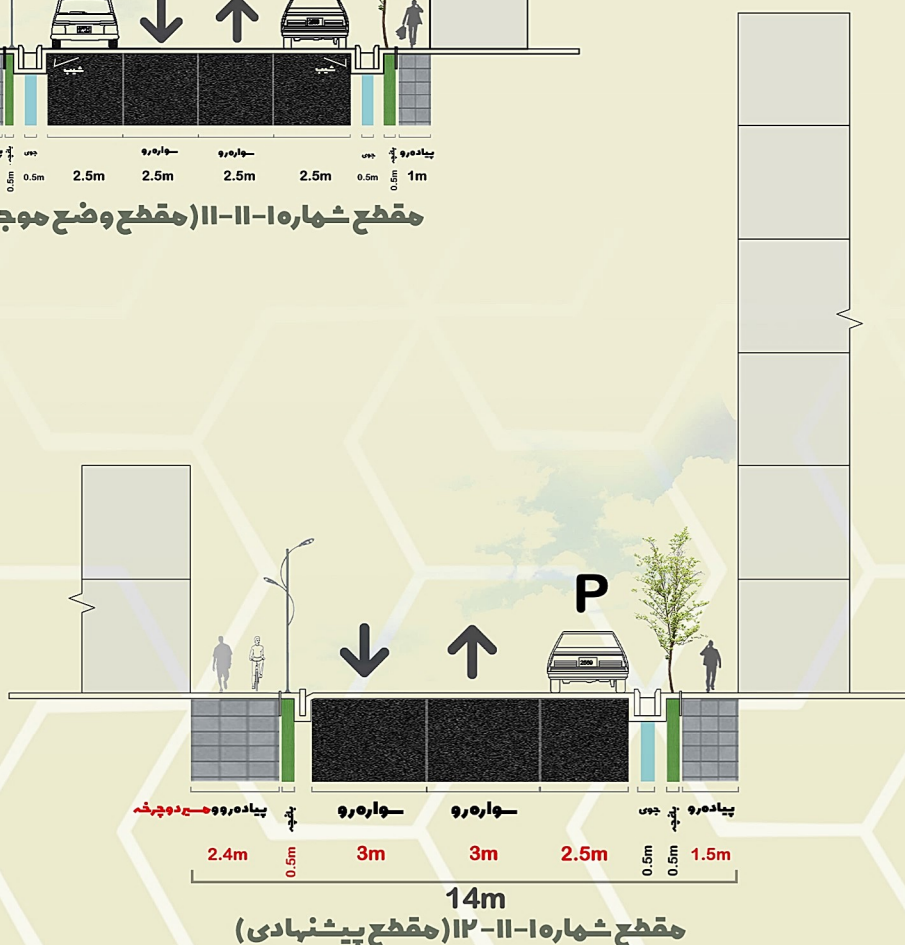 شیب شیب
باغچه جوی سواره‌رو سواره‌رو جوی باغچه پیاده‌رو
0.5m 0.5m 2.5m 2.5m 2.5m 2.5m 0.5m 0.5m 1m
مقطع شماره ۱-۱۱-۱۱ (مقطع وضع موج
P
پیاده‌رو و مسیر دوچرخه باغچه سواره‌رو سواره‌رو جوی باغچه پیاده‌رو
2.4m 0.5m 3m 3m 2.5m 0.5m 0.5m 1.5m
14m
مقطع شماره ۱-۱۱-۱۲ (مقطع پیشنهادی)